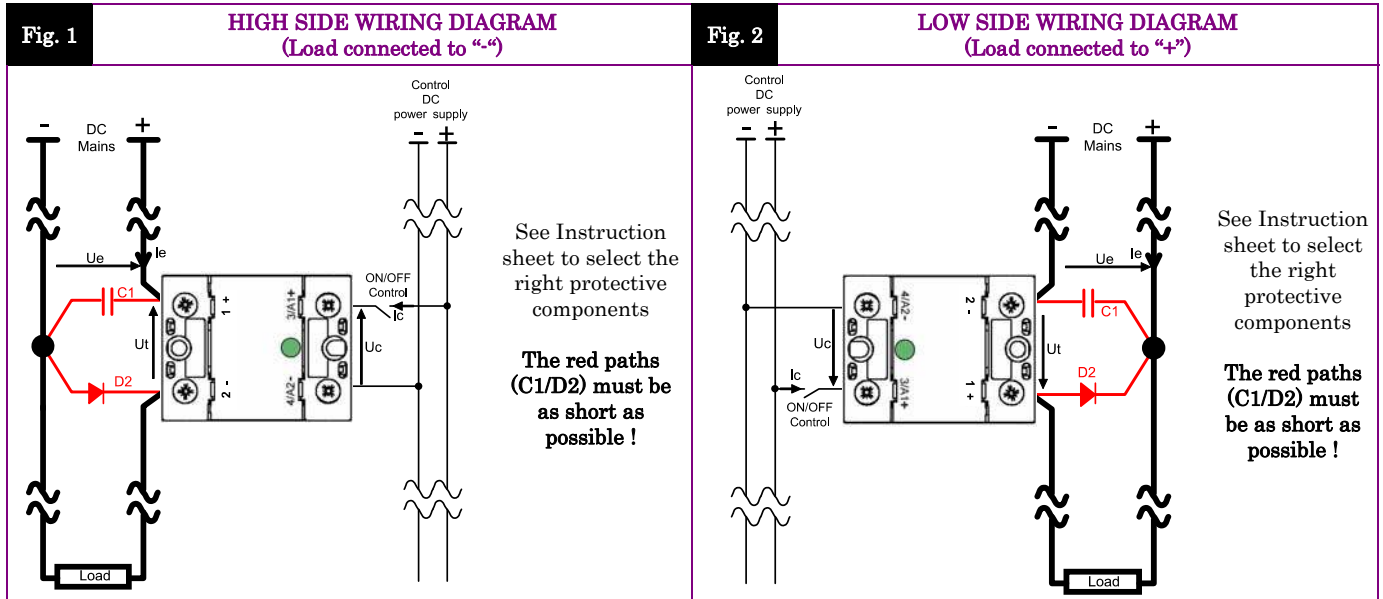 Fig. 1
HIGH SIDE WIRING DIAGRAM
(Load connected to “-“)
Control
DC
power supply
- +
- DC +
Mains
Ue
Ie
C1
Ut
D2
1 +
2 -
3/A1+
4/A2-
ON/OFF
Control
Ic
Uc
Load
See Instruction
sheet to select the
right protective
components
The red paths
(C1/D2) must be
as short as
possible !
Fig. 2
LOW SIDE WIRING DIAGRAM
(Load connected to “+”)
Control
DC
power supply
- +
- DC +
Mains
Ue
Ie
C1
Ut
D2
2 -
1 +
4/A2-
3/A1+
Uc
Ic
ON/OFF
Control
Load
See Instruction
sheet to select
the right
protective
components
The red paths
(C1/D2) must
be as short as
possible !